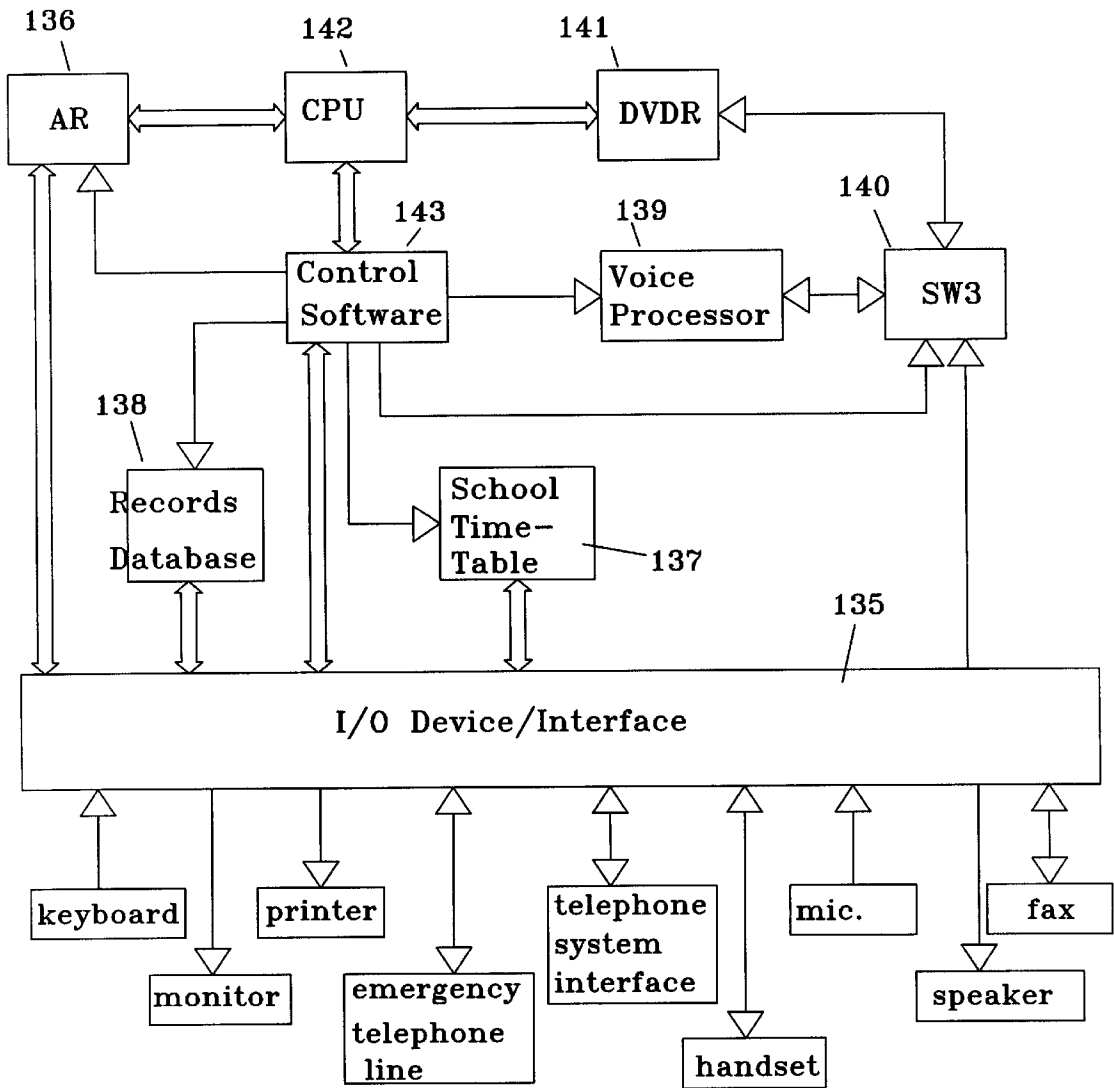 136
142
141
AR
CPU
DVDR
143
139
140
Control
Software
Voice
Processor
SW3
138
Records
Database
School
Time-
Table
137
135
I/O Device/Interface
keyboard
printer
telephone
system
interface
mic.
fax
monitor
emergency
telephone
line
speaker
handset